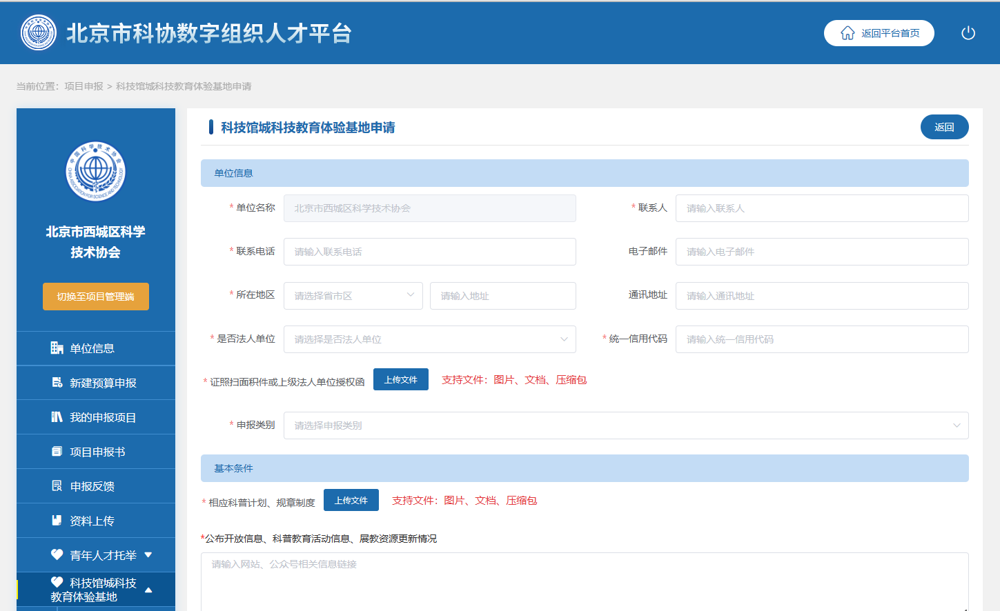 北京市科协数字组织人才平台
返回平台首页
当前位置：项目申报 > 科技馆城科技教育体验基地申请
中国科学技术协会
CHINA ASSOCIATION FOR SCIENCE AND TECHNOLOGY
北京市西城区科学
技术协会
切换至项目管理端
单位信息
新建预算申报
我的申报项目
项目申报书
申报反馈
资料上传
青年人才托举
科技馆城科技
教育体验基地
科技馆城科技教育体验基地申请
返回
单位信息
* 单位名称 北京市西城区科学技术协会 * 联系人 请输入联系人
* 联系电话 请输入联系电话 电子邮件 请输入电子邮件
* 所在地区 请选择省市区 请输入地址 通讯地址 请输入通讯地址
* 是否法人单位 请选择是否法人单位 * 统一信用代码 请输入统一信用代码
* 证照扫面积件或上级法人单位授权函 上传文件 支持文件：图片、文档、压缩包
* 申报类别 请选择申报类别
基本条件
* 相应科普计划、规章制度 上传文件 支持文件：图片、文档、压缩包
*公布开放信息、科普教育活动信息、展教资源更新情况
请输入网站、公众号相关信息链接